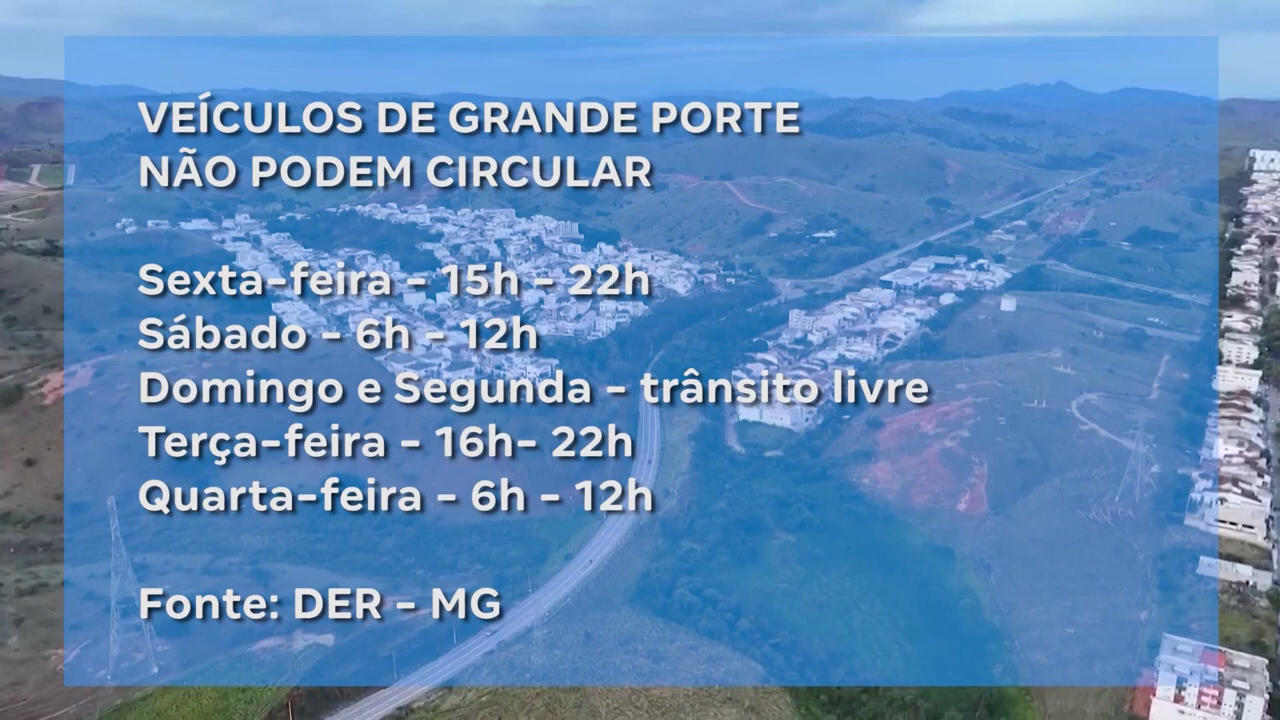 VEÍCULOS DE GRANDE PORTE
NÃO PODEM CIRCULAR
Sexta-feira - 15h - 22h
Sábado - 6h - 12h
Domingo e Segunda - trânsito livre
Terça-feira - 16h- 22h
Quarta-feira - 6h - 12h
Fonte: DER - MG